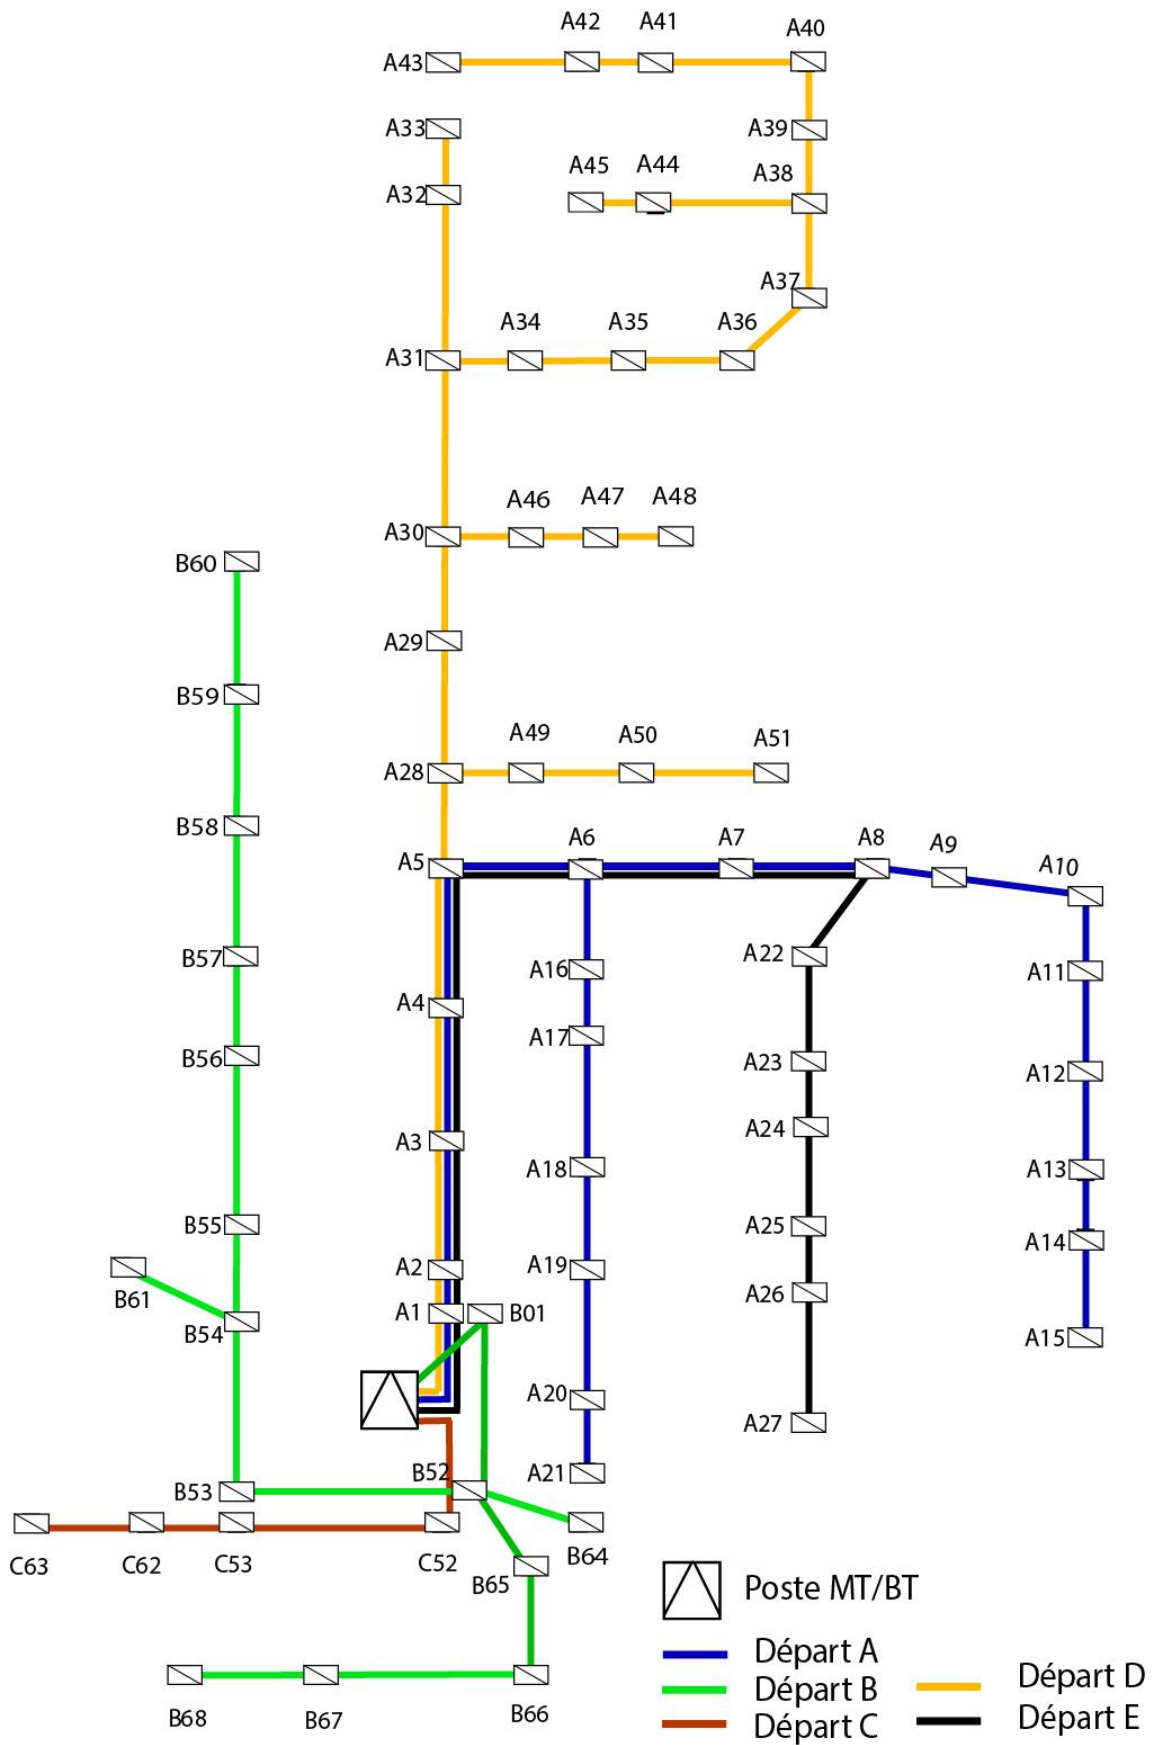 A42 A41 A40
A43
A33 A39
A45 A44 A38
A32
A37
A34 A35 A36
A31
A46 A47 A48
A30
B60
A29
B59
A49 A50 A51
A28
B58
A6 A7 A8 A9
A5 A10
B57 A22
A16 A11
A4
A17
B56 A23 A12
A24
A3
A18 A13
B55 A25
A14
A2 A19
B61 A26
A1 B01
B54 A15
A20
A27
B52 A21
B53
C63 C62 C53 C52 B64
B65
Poste MT/BT
Départ A
Départ D
Départ B
B68 B67 B66
Départ C Départ E